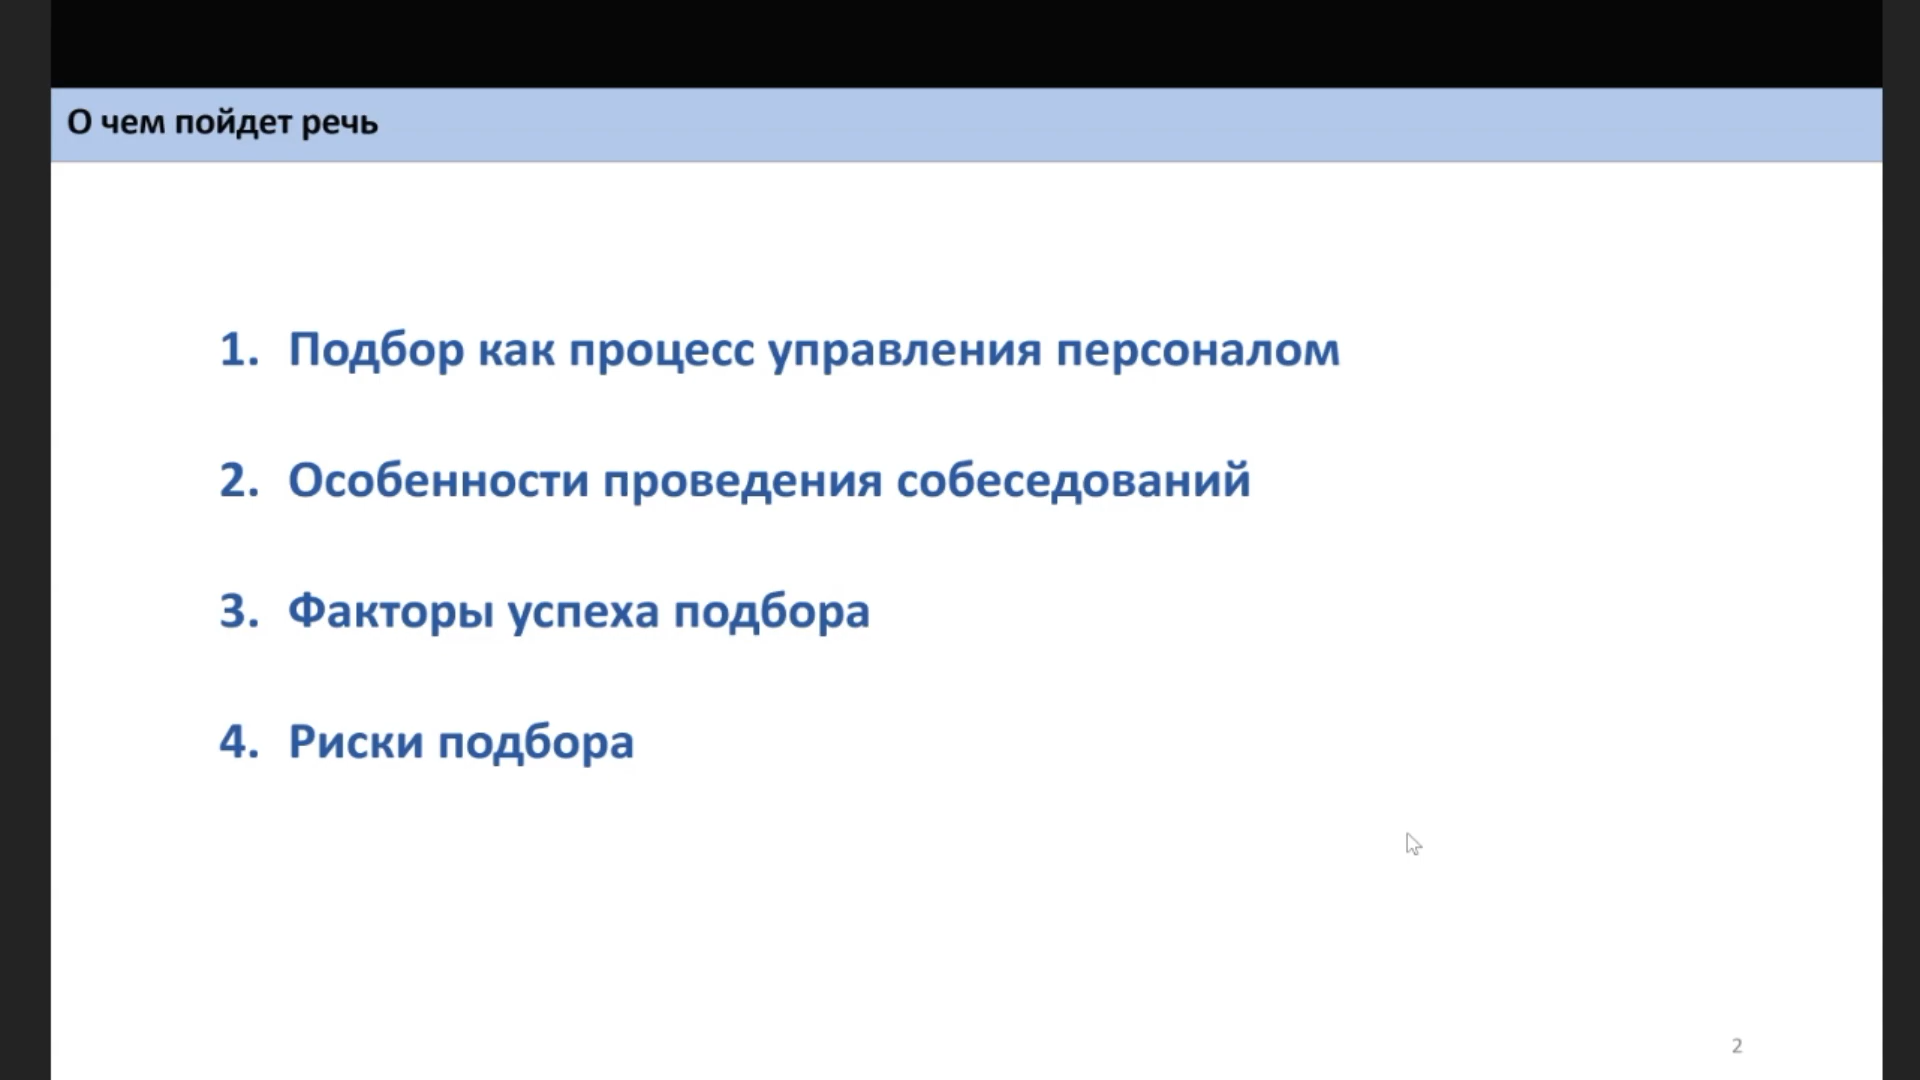 О чем пойдет речь
1. Подбор как процесс управления персоналом
2. Особенности проведения собеседований
3. Факторы успеха подбора
4. Риски подбора
2